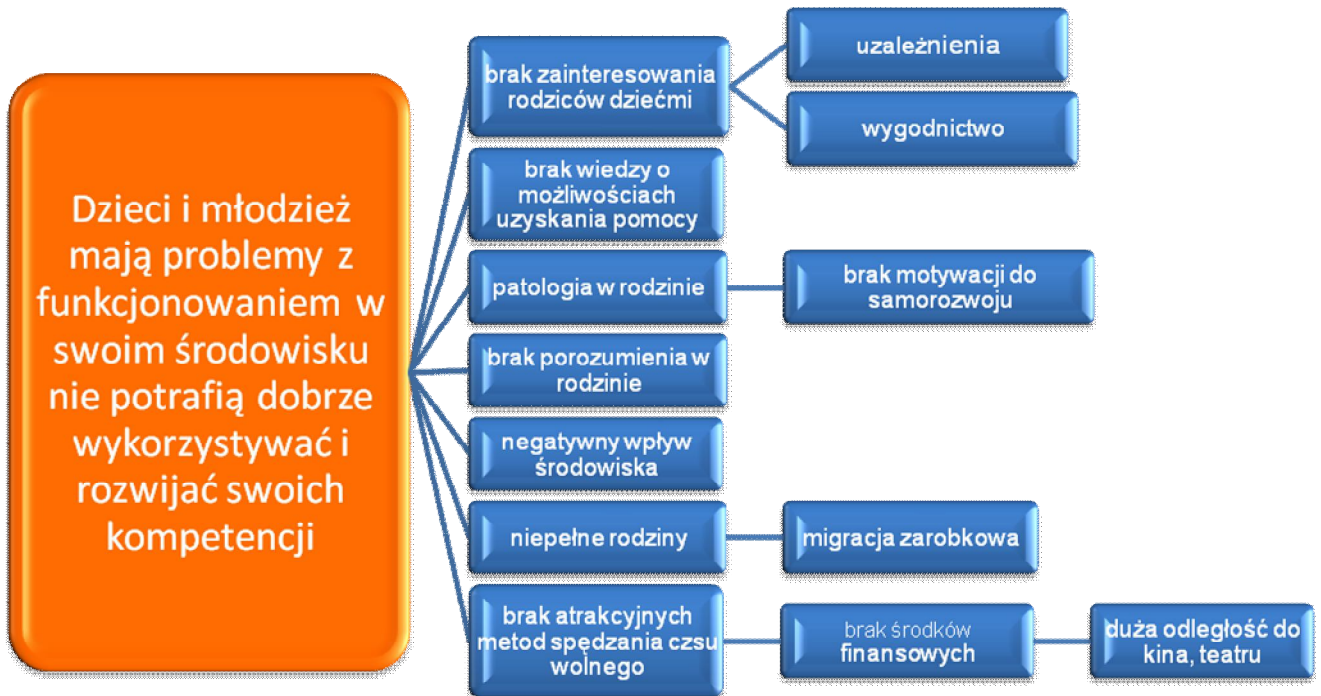 Dzieci i młodzież
mają problemy z
funkcjonowaniem w
swoim środowisku
nie potrafią dobrze
wykorzystywać i
rozwijać swoich
kompetencji
brak zainteresowania
rodziców dziećmi
uzależnienia
wygodnictwo
brak wiedzy o
możliwościach
uzyskania pomocy
patologia w rodzinie
brak motywacji do
samorozwoju
brak porozumienia w
rodzinie
negatywny wpływ
środowiska
niepełne rodziny
migracja zarobkowa
brak atrakcyjnych
metod spędzania czsu
wolnego
brak środków
finansowych
duża odległość do
kina, teatru